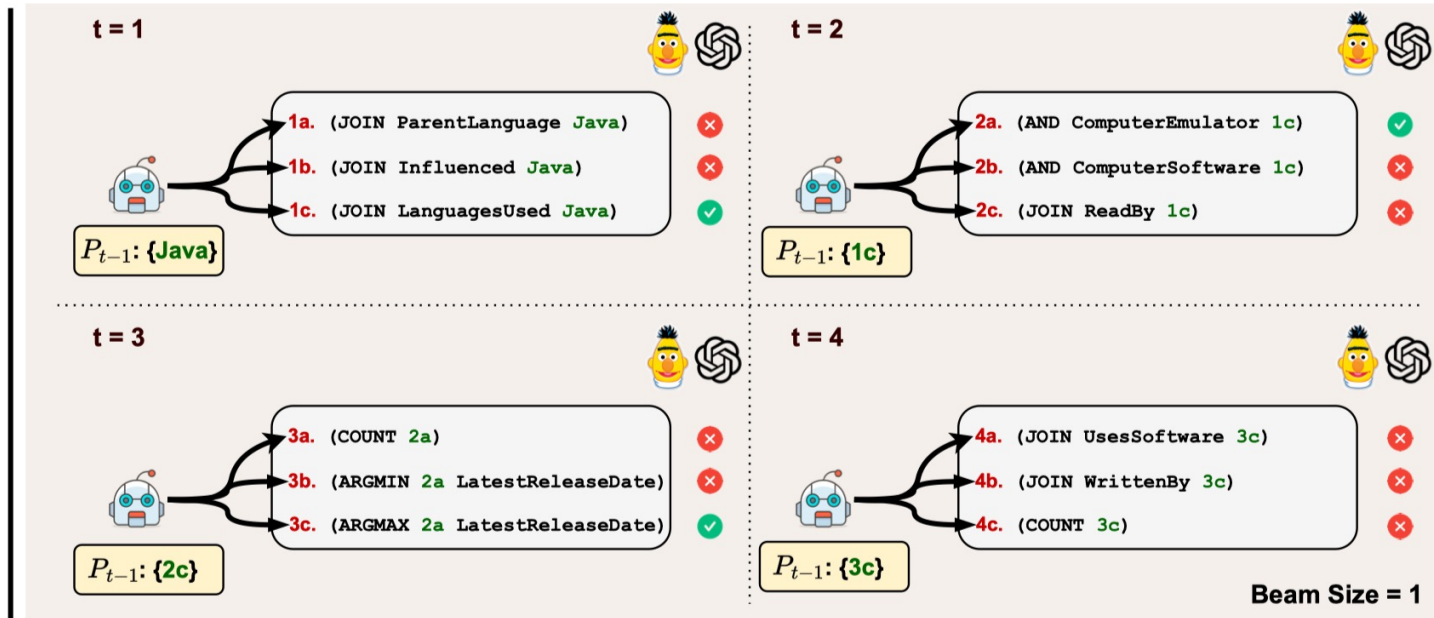 t = 1
1a. (JOIN ParentLanguage Java)
1b. (JOIN Influenced Java)
1c. (JOIN LanguagesUsed Java)
P_{t−1}: {Java}
t = 2
2a. (AND ComputerEmulator 1c)
2b. (AND ComputerSoftware 1c)
2c. (JOIN ReadBy 1c)
P_{t−1}: {1c}
t = 3
3a. (COUNT 2a)
3b. (ARGMIN 2a LatestReleaseDate)
3c. (ARGMAX 2a LatestReleaseDate)
P_{t−1}: {2c}
t = 4
4a. (JOIN UsesSoftware 3c)
4b. (JOIN WrittenBy 3c)
4c. (COUNT 3c)
P_{t−1}: {3c}
Beam Size = 1